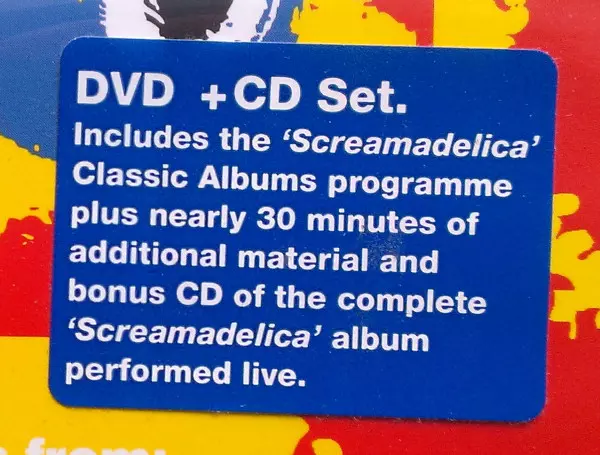 DVD + CD Set.
Includes the ‘Screamadelica’
Classic Albums programme
plus nearly 30 minutes of
additional material and
bonus CD of the complete
‘Screamadelica’ album
performed live.
from: